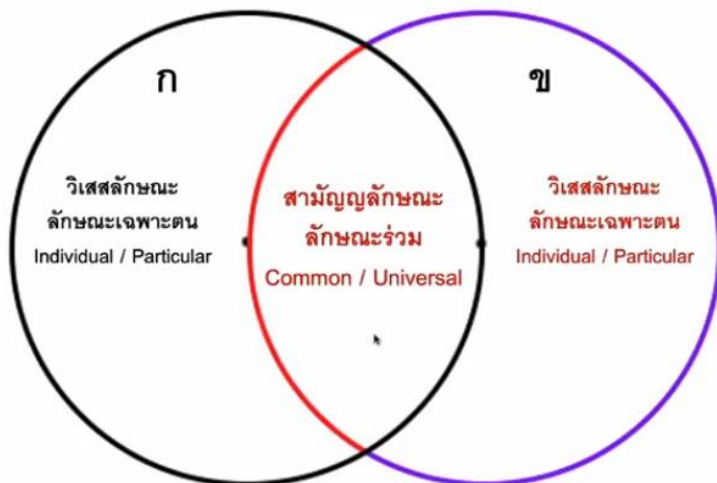 ก
วิเสสลักษณะ
ลักษณะเฉพาะตน
Individual / Particular
สามัญญลักษณะ
ลักษณะร่วม
Common / Universal
ข
วิเสสลักษณะ
ลักษณะเฉพาะตน
Individual / Particular